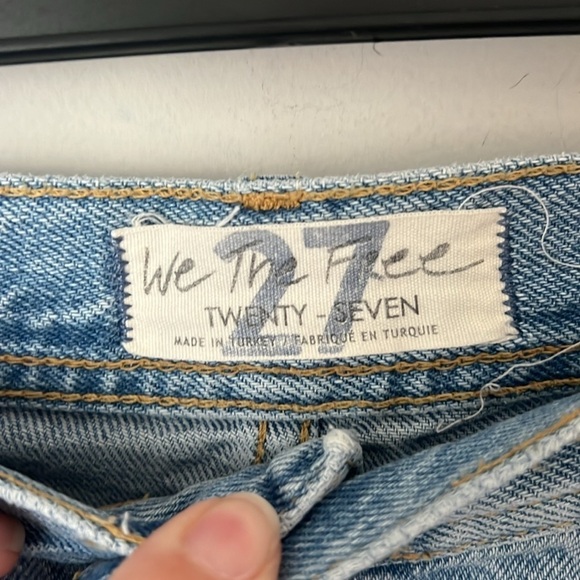 We The Free
27
TWENTY - SEVEN
MADE IN TURKEY / FABRIQUÉ EN TURQUIE